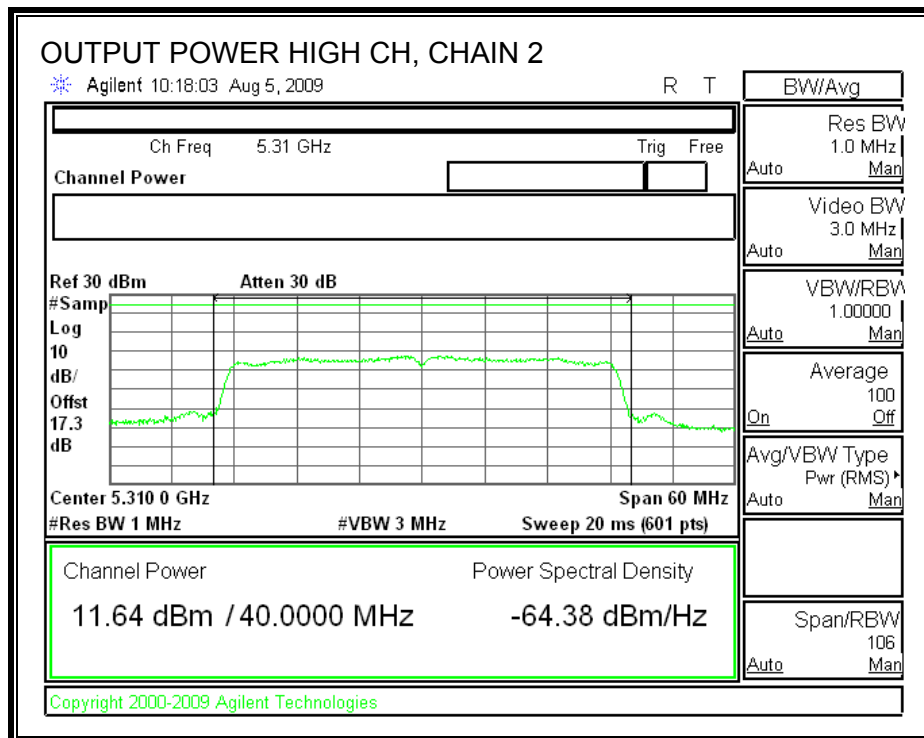 OUTPUT POWER HIGH CH, CHAIN 2
Agilent 10:18:03 Aug 5, 2009
R T
Ch Freq 5.31 GHz
Trig Free
Channel Power
Ref 30 dBm
Atten 30 dB
#Samp
Log
10
dB/
Offst
17.3
dB
Center 5.310 0 GHz
Span 60 MHz
#Res BW 1 MHz
#VBW 3 MHz
Sweep 20 ms (601 pts)
Channel Power
Power Spectral Density
11.64 dBm / 40.0000 MHz
-64.38 dBm/Hz
Copyright 2000-2009 Agilent Technologies
BW/Avg
Res BW
1.0 MHz
Auto Man
Video BW
3.0 MHz
Auto Man
VBW/RBW
1.00000
Auto Man
Average
100
On Off
Avg/VBW Type
Pwr (RMS)
Auto Man
Span/RBW
106
Auto Man